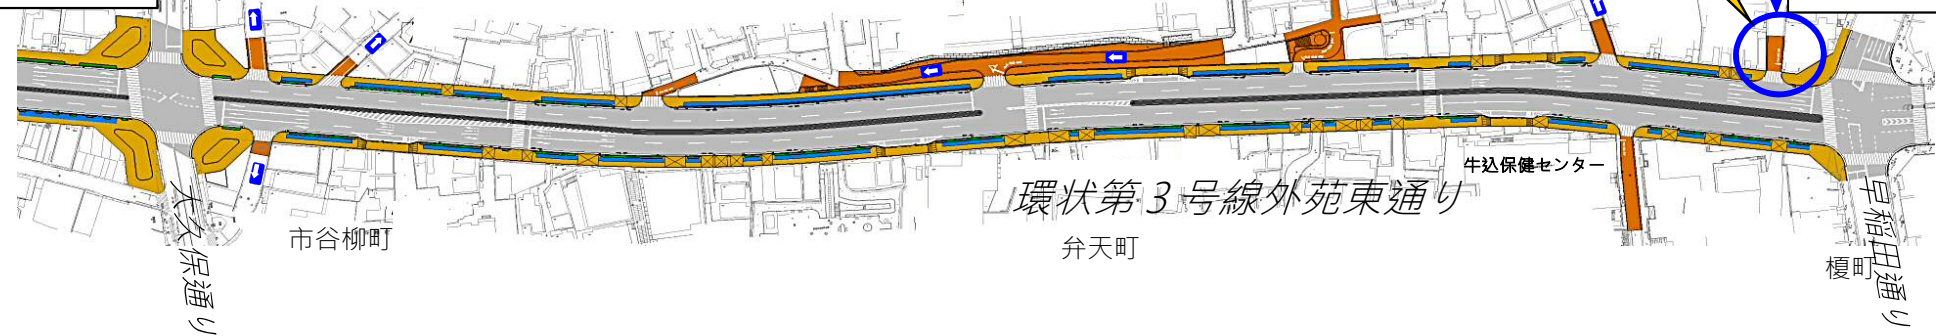 牛込保健センター
環状第3号線外苑東通り
市谷柳町
弁天町
榎町
大久保通り
早稲田通り